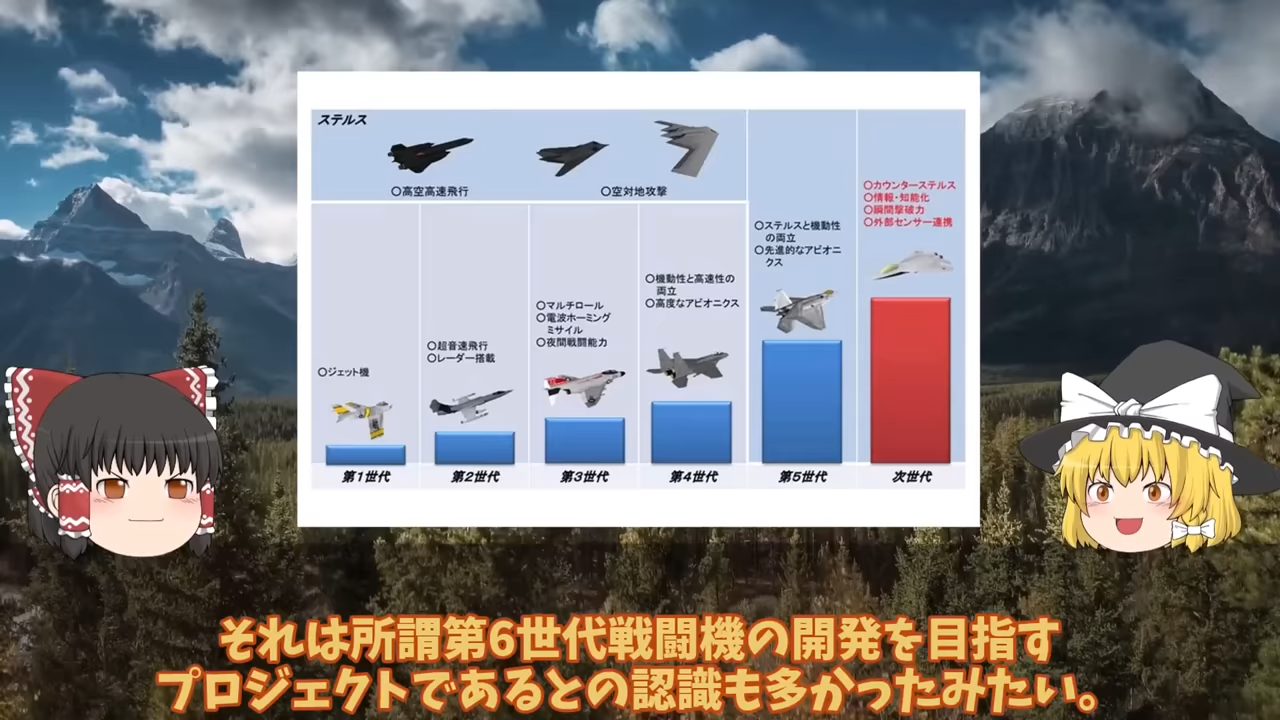 ステルス
○高空高速飛行
○空対地攻撃
○ジェット機
○超音速飛行
○レーダー搭載
○マルチロール
○電波ホーミング
ミサイル
○夜間戦闘能力
○機動性と高速性の
両立
○高度なアビオニクス
○ステルスと機動性
の両立
○先進的なアビオニ
クス
○カウンターステルス
○情報・知能化
○瞬間撃破力
○外部センサー連携
第1世代
第2世代
第3世代
第4世代
第5世代
次世代
それは所謂第6世代戦闘機の開発を目指す
プロジェクトであるとの認識も多かったみたい。